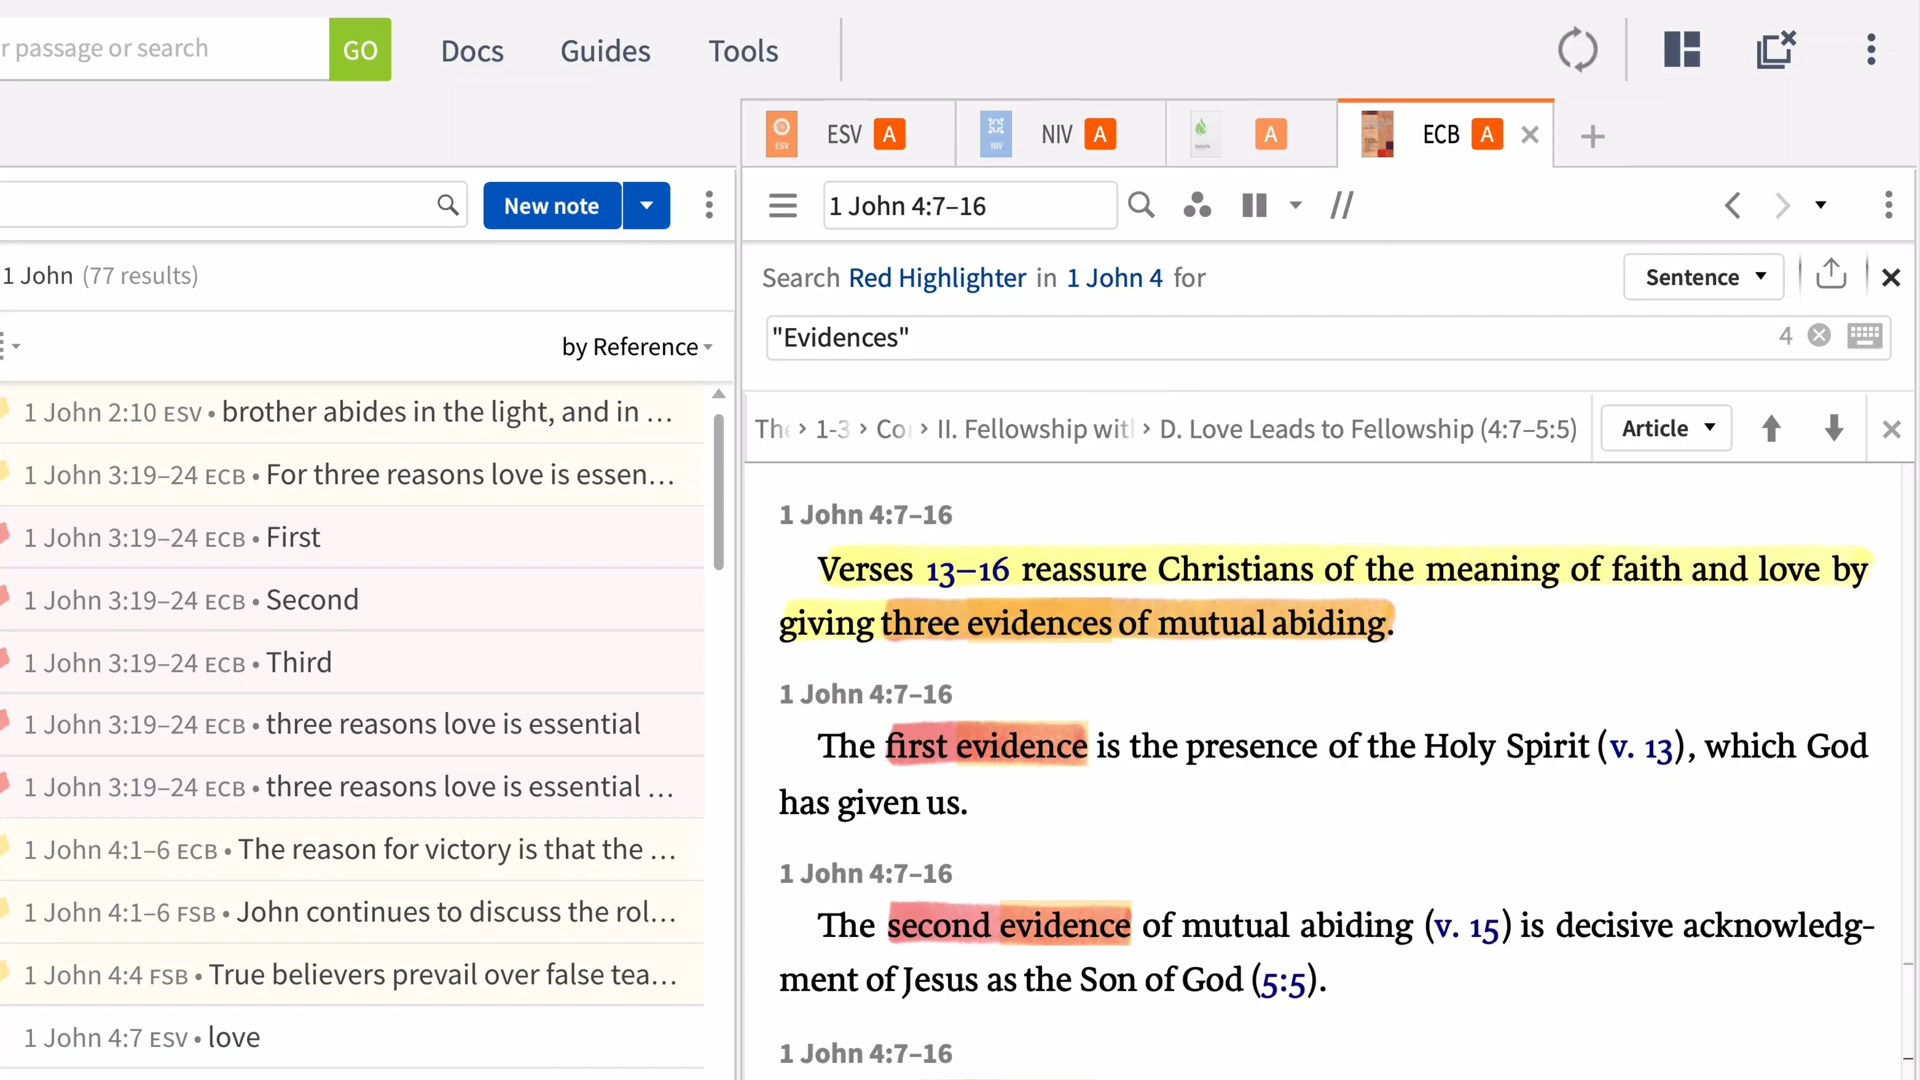 r passage or search
GO
Docs
Guides
Tools
ESV A
NIV A
A
ECB A
New note
1 John 4:7–16
1 John (77 results)
Search Red Highlighter in 1 John 4 for
Sentence
"Evidences"
4
by Reference
The > 1-3 > Co > II. Fellowship wit > D. Love Leads to Fellowship (4:7–5:5)
Article
1 John 2:10 ESV • brother abides in the light, and in …
1 John 3:19–24 ECB • For three reasons love is essen…
1 John 3:19–24 ECB • First
1 John 3:19–24 ECB • Second
1 John 3:19–24 ECB • Third
1 John 3:19–24 ECB • three reasons love is essential
1 John 3:19–24 ECB • three reasons love is essential …
1 John 4:1–6 ECB • The reason for victory is that the …
1 John 4:1–6 FSB • John continues to discuss the rol…
1 John 4:4 FSB • True believers prevail over false tea…
1 John 4:7 ESV • love
1 John 4:7–16
Verses 13–16 reassure Christians of the meaning of faith and love by
giving three evidences of mutual abiding.
1 John 4:7–16
The first evidence is the presence of the Holy Spirit (v. 13), which God
has given us.
1 John 4:7–16
The second evidence of mutual abiding (v. 15) is decisive acknowledg-
ment of Jesus as the Son of God (5:5).
1 John 4:7–16